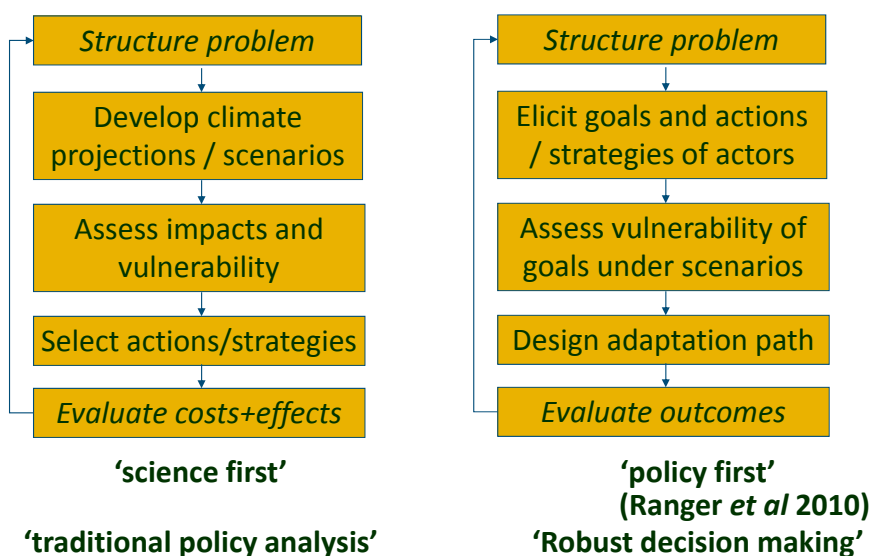 Structure problem
Develop climate
projections / scenarios
Assess impacts and
vulnerability
Select actions/strategies
Evaluate costs+effects
‘science first’
‘traditional policy analysis’
Structure problem
Elicit goals and actions
/ strategies of actors
Assess vulnerability of
goals under scenarios
Design adaptation path
Evaluate outcomes
‘policy first’
(Ranger et al 2010)
‘Robust decision making’